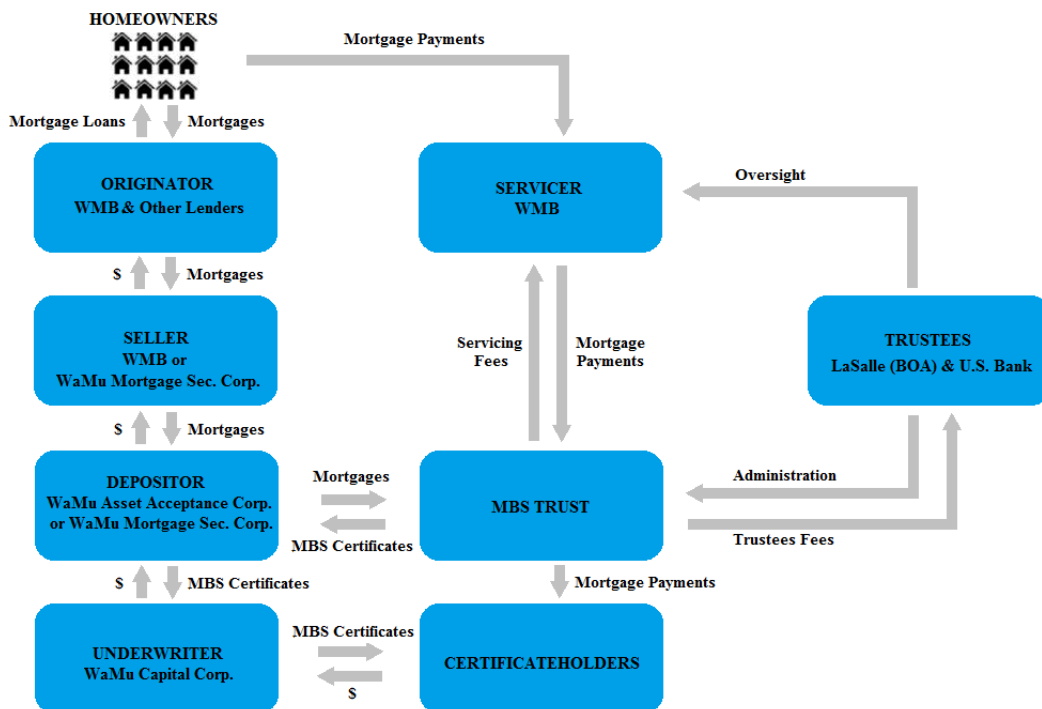 HOMEOWNERS
Mortgage Payments
Mortgage Loans
Mortgages
ORIGINATOR
WMB & Other Lenders
SERVICER
WMB
Oversight
$
Mortgages
SELLER
WMB or
WaMu Mortgage Sec. Corp.
Servicing
Fees
Mortgage
Payments
TRUSTEES
LaSalle (BOA) & U.S. Bank
$
Mortgages
DEPOSITOR
WaMu Asset Acceptance Corp.
or WaMu Mortgage Sec. Corp.
Mortgages
MBS Certificates
MBS TRUST
Administration
Trustees Fees
$
MBS Certificates
Mortgage Payments
UNDERWRITER
WaMu Capital Corp.
MBS Certificates
$
CERTIFICATEHOLDERS